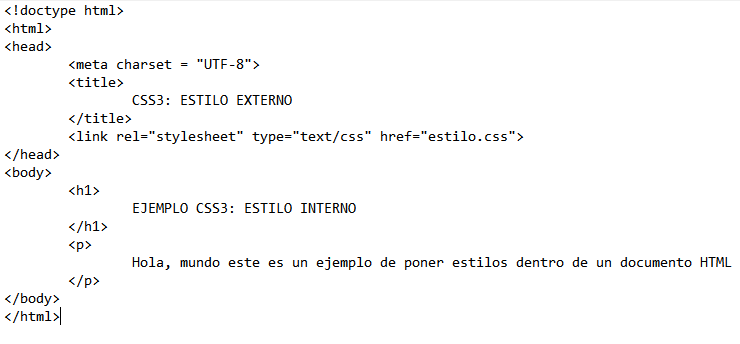 <!doctype html>
<html>
<head>
<meta charset = "UTF-8">
<title>
CSS3: ESTILO EXTERNO
</title>
<link rel="stylesheet" type="text/css" href="estilo.css">
</head>
<body>
<h1>
EJEMPLO CSS3: ESTILO INTERNO
</h1>
<p>
Hola, mundo este es un ejemplo de poner estilos dentro de un documento HTML
</p>
</body>
</html>